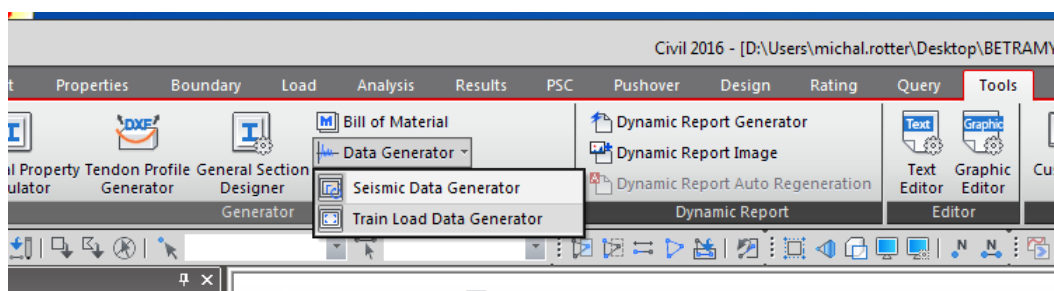 Civil 2016 - [D:\Users\michal.rotter\Desktop\BETRAMY
t Properties Boundary Load Analysis Results PSC Pushover Design Rating Query Tools
DXF
M Bill of Material
Data Generator
l Property
ulator
Tendon Profile
Generator
General Section
Designer
Seismic Data Generator
Train Load Data Generator
Generator
Dynamic Report Generator
Dynamic Report Image
Dynamic Report Auto Regeneration
Dynamic Report
Text
Graphic
Text
Editor
Graphic
Editor
Cu
Editor
N N